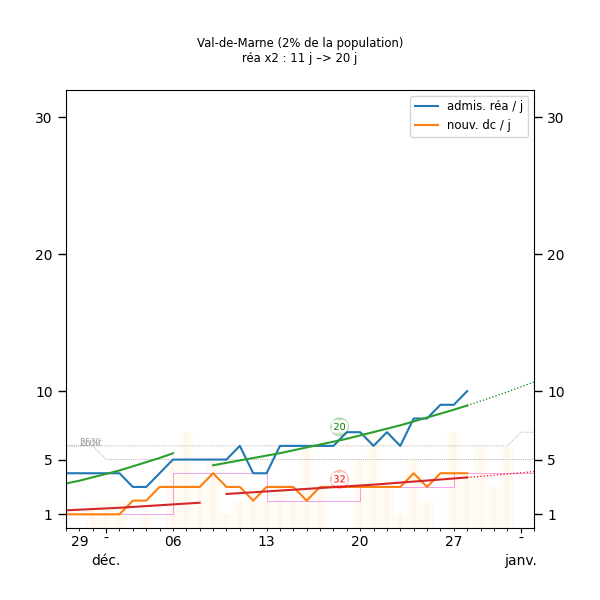 Val-de-Marne (2% de la population)
réa x2 : 11 j –> 20 j
admis. réa / j
nouv. dc / j
30 30
20 20
10 10
5 5
1 1
20
32
29 - 06 13 20 27 -
déc. janv.